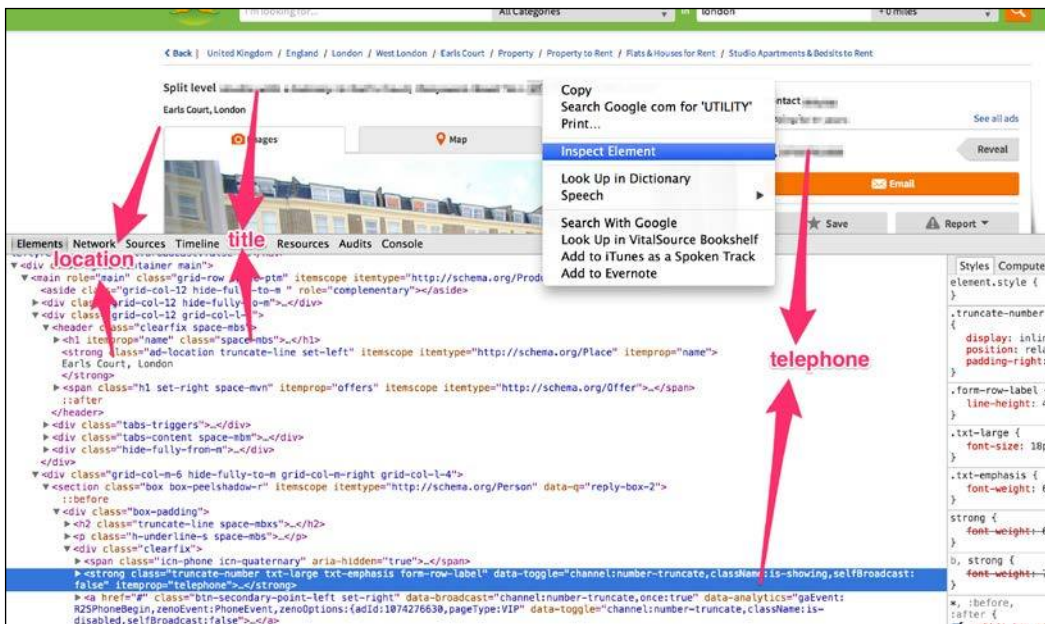 I'm looking for...
All Categories
in
london
+ 0 miles
< Back | United Kingdom / England / London / West London / Earls Court / Property / Property to Rent / Flats & Houses for Rent / Studio Apartments & Bedsits to Rent
Split level
Earls Court, London
Images
Map
Copy
Search Google com for 'UTILITY'
Print...
Inspect Element
Look Up in Dictionary
Speech
Search With Google
Look Up in VitalSource Bookshelf
Add to iTunes as a Spoken Track
Add to Evernote
See all ads
Reveal
Email
Save
Report
Elements Network Sources Timeline Resources Audits Console
location
title
telephone
<main role="main" class="grid-row
<aside
"grid-col-12 hide-fully-to-m " role="complementary"></aside>
"grid-col-12 hide-fully-to-m">…</div>
"grid-col-12 grid-col-l-
<header class="clearfix space-mbs">
<h1 itemprop="name" class="space-mbs">…</h1>
<strong class="ad-location truncate-line set-left" itemscope itemtype="http://schema.org/Place" itemprop="name">
Earls Court, London
</strong>
<span class="h1 set-right space-mvn" itemprop="offers" itemscope itemtype="http://schema.org/Offer">…</span>
::after
</header>
<div class="tabs-triggers">…</div>
<div class="tabs-content space-mbm">…</div>
<div class="hide-fully-from-m">…</div>
</div>
<div class="grid-col-m-6 hide-fully-to-m grid-col-m-right grid-col-l-4">
<section class="box box-peelshadow-r" itemscope itemtype="http://schema.org/Person" data-q="reply-box-2">
::before
<div class="box-padding">
<h2 class="truncate-line space-mbxs">…</h2>
<p class="h-underline-s space-mbs">…</p>
<div class="clearfix">
<span class="icn-phone icn-quaternary" aria-hidden="true">…</span>
<strong class="truncate-number txt-large txt-emphasis form-row-label" data-toggle="channel:number-truncate,className:is-showing,selfBroadcast:
false" itemprop="telephone">…</strong>
<a href="#" class="btn-secondary-point-left set-right" data-broadcast="channel:number-truncate,once:true" data-analytics="gaEvent:
R2SPhoneBegin,zenoEvent:PhoneEvent,zenoOptions:{adId:1074276630,pageType:VIP" data-toggle="channel:number-truncate,className:is-
disabled,selfBroadcast:false">…</a>
Styles Compute
element.style {
}
.truncate-number
{
display: inlin
position: rela
padding-right:
}
.form-row-label
line-height: 4
}
.txt-large {
font-size: 18p
}
.txt-emphasis {
font-weight: 6
}
strong {
font-weight: 6
}
b, strong {
font-weight: 7
}
*, :before,
:after {